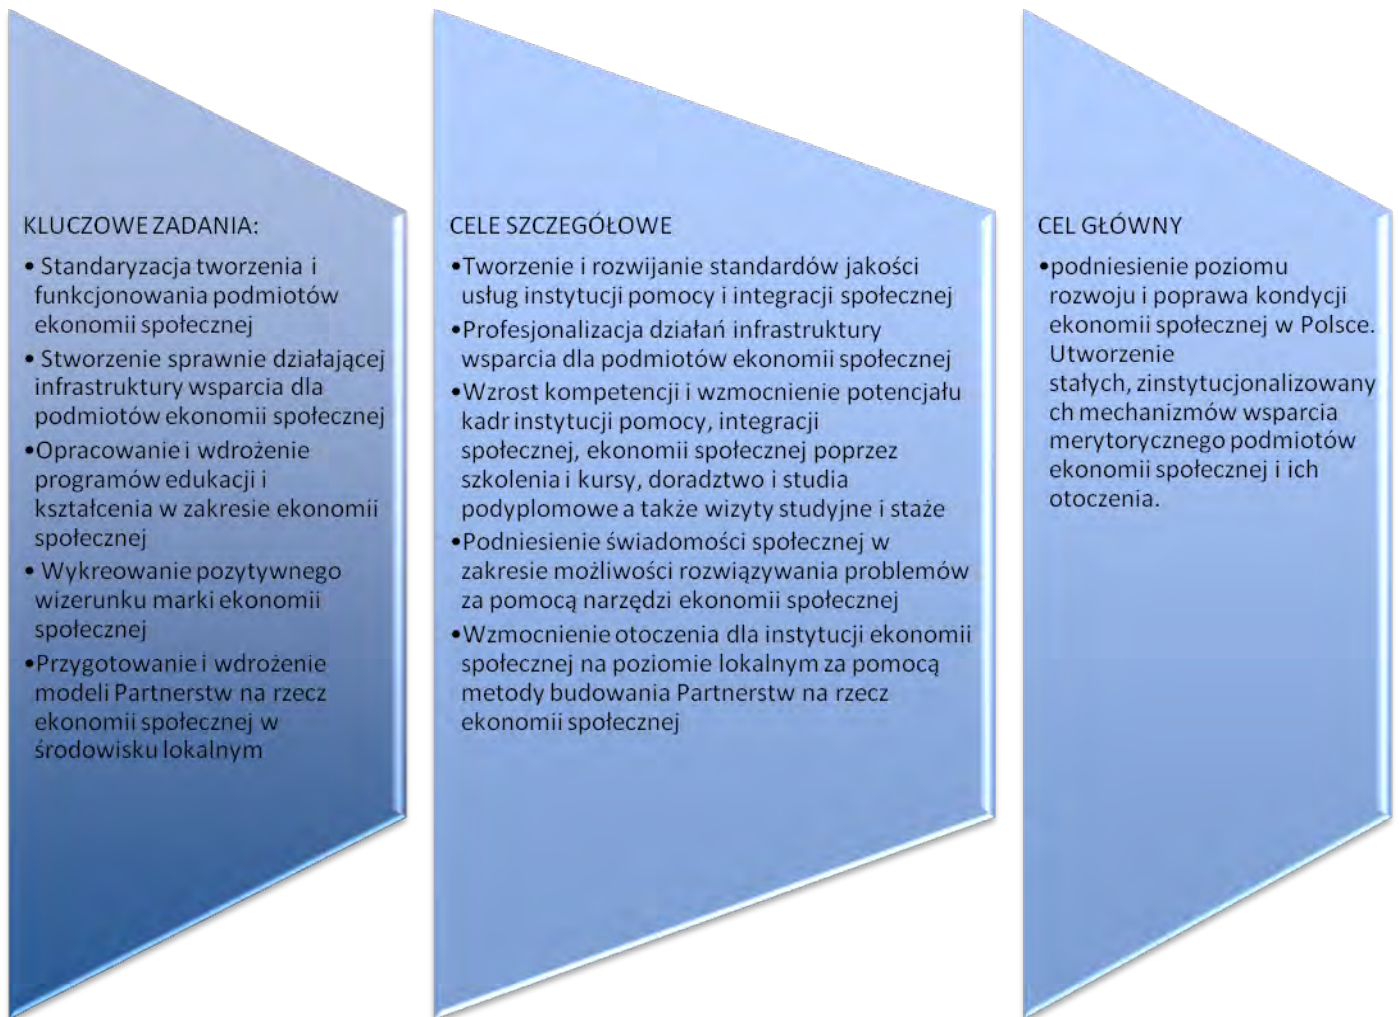 KLUCZOWE ZADANIA:
• Standaryzacja tworzenia i
funkcjonowania podmiotów
ekonomii społecznej
• Stworzenie sprawnie działającej
infrastruktury wsparcia dla
podmiotów ekonomii społecznej
•Opracowanie i wdrożenie
programów edukacji i
kształcenia w zakresie ekonomii
społecznej
• Wykreowanie pozytywnego
wizerunku marki ekonomii
społecznej
•Przygotowanie i wdrożenie
modeli Partnerstw na rzecz
ekonomii społecznej w
środowisku lokalnym
CELE SZCZEGÓŁOWE
•Tworzenie i rozwijanie standardów jakości
usług instytucji pomocy i integracji społecznej
•Profesjonalizacja działań infrastruktury
wsparcia dla podmiotów ekonomii społecznej
•Wzrost kompetencji i wzmocnienie potencjału
kadr instytucji pomocy, integracji
społecznej, ekonomii społecznej poprzez
szkolenia i kursy, doradztwo i studia
podyplomowe a także wizyty studyjne i staże
•Podniesienie świadomości społecznej w
zakresie możliwości rozwiązywania problemów
za pomocą narzędzi ekonomii społecznej
•Wzmocnienie otoczenia dla instytucji ekonomii
społecznej na poziomie lokalnym za pomocą
metody budowania Partnerstw na rzecz
ekonomii społecznej
CEL GŁÓWNY
•podniesienie poziomu
rozwoju i poprawa kondycji
ekonomii społecznej w Polsce.
Utworzenie
stałych, zinstytucjonalizowany
ch mechanizmów wsparcia
merytorycznego podmiotów
ekonomii społecznej i ich
otoczenia.